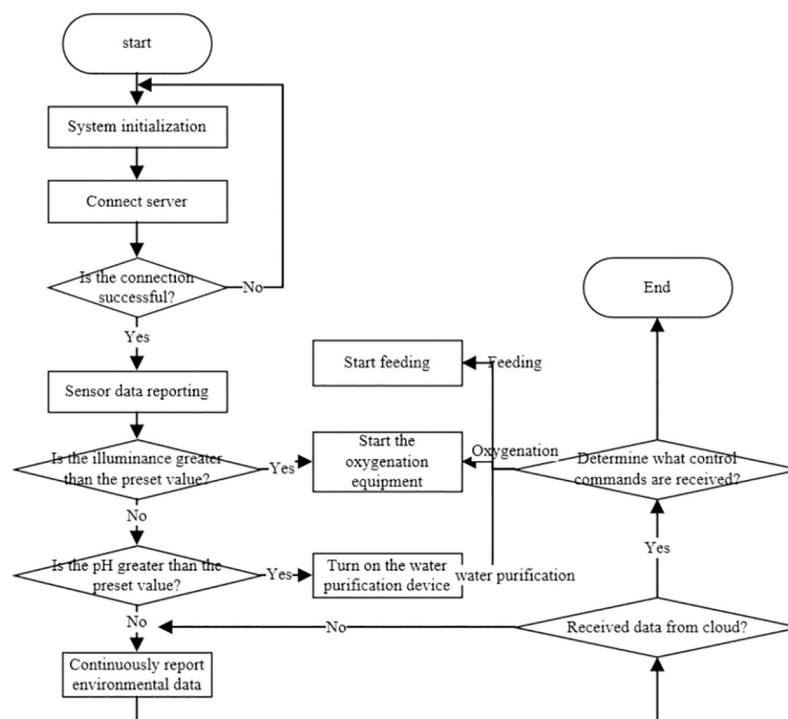 start
System initialization
Connect server
Is the connection
successful?
No
Yes
Sensor data reporting
Is the illuminance greater
than the preset value?
Yes
No
Is the pH greater than the
preset value?
Yes
No
Continuously report
environmental data
Start feeding
Feeding
Start the
oxygenation
equipment
Oxygenation
Turn on the water
purification device
water purification
End
Determine what control
commands are received?
Yes
Received data from cloud?
No